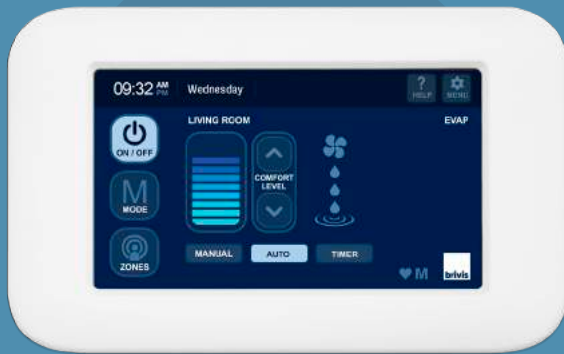 09:32 AM PM Wednesday
? HELP
MENU
LIVING ROOM
EVAP
ON / OFF
COMFORT
LEVEL
M
MODE
ZONES
MANUAL AUTO TIMER
M
brivis